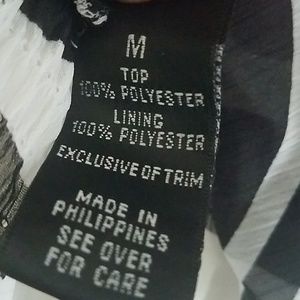 M
TOP
100% POLYESTER
LINING
100% POLYESTER
EXCLUSIVE OF TRIM
MADE IN
PHILIPPINES
SEE OVER
FOR CARE